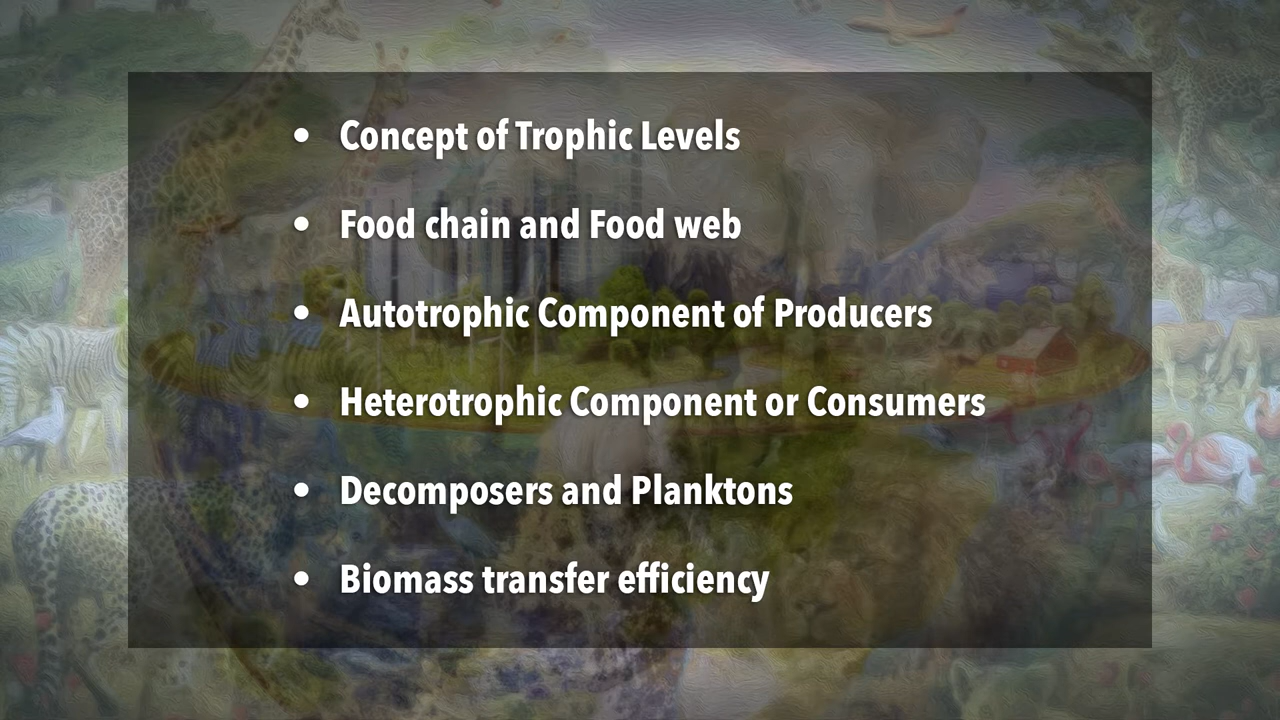 • Concept of Trophic Levels
• Food chain and Food web
• Autotrophic Component of Producers
• Heterotrophic Component or Consumers
• Decomposers and Planktons
• Biomass transfer efficiency